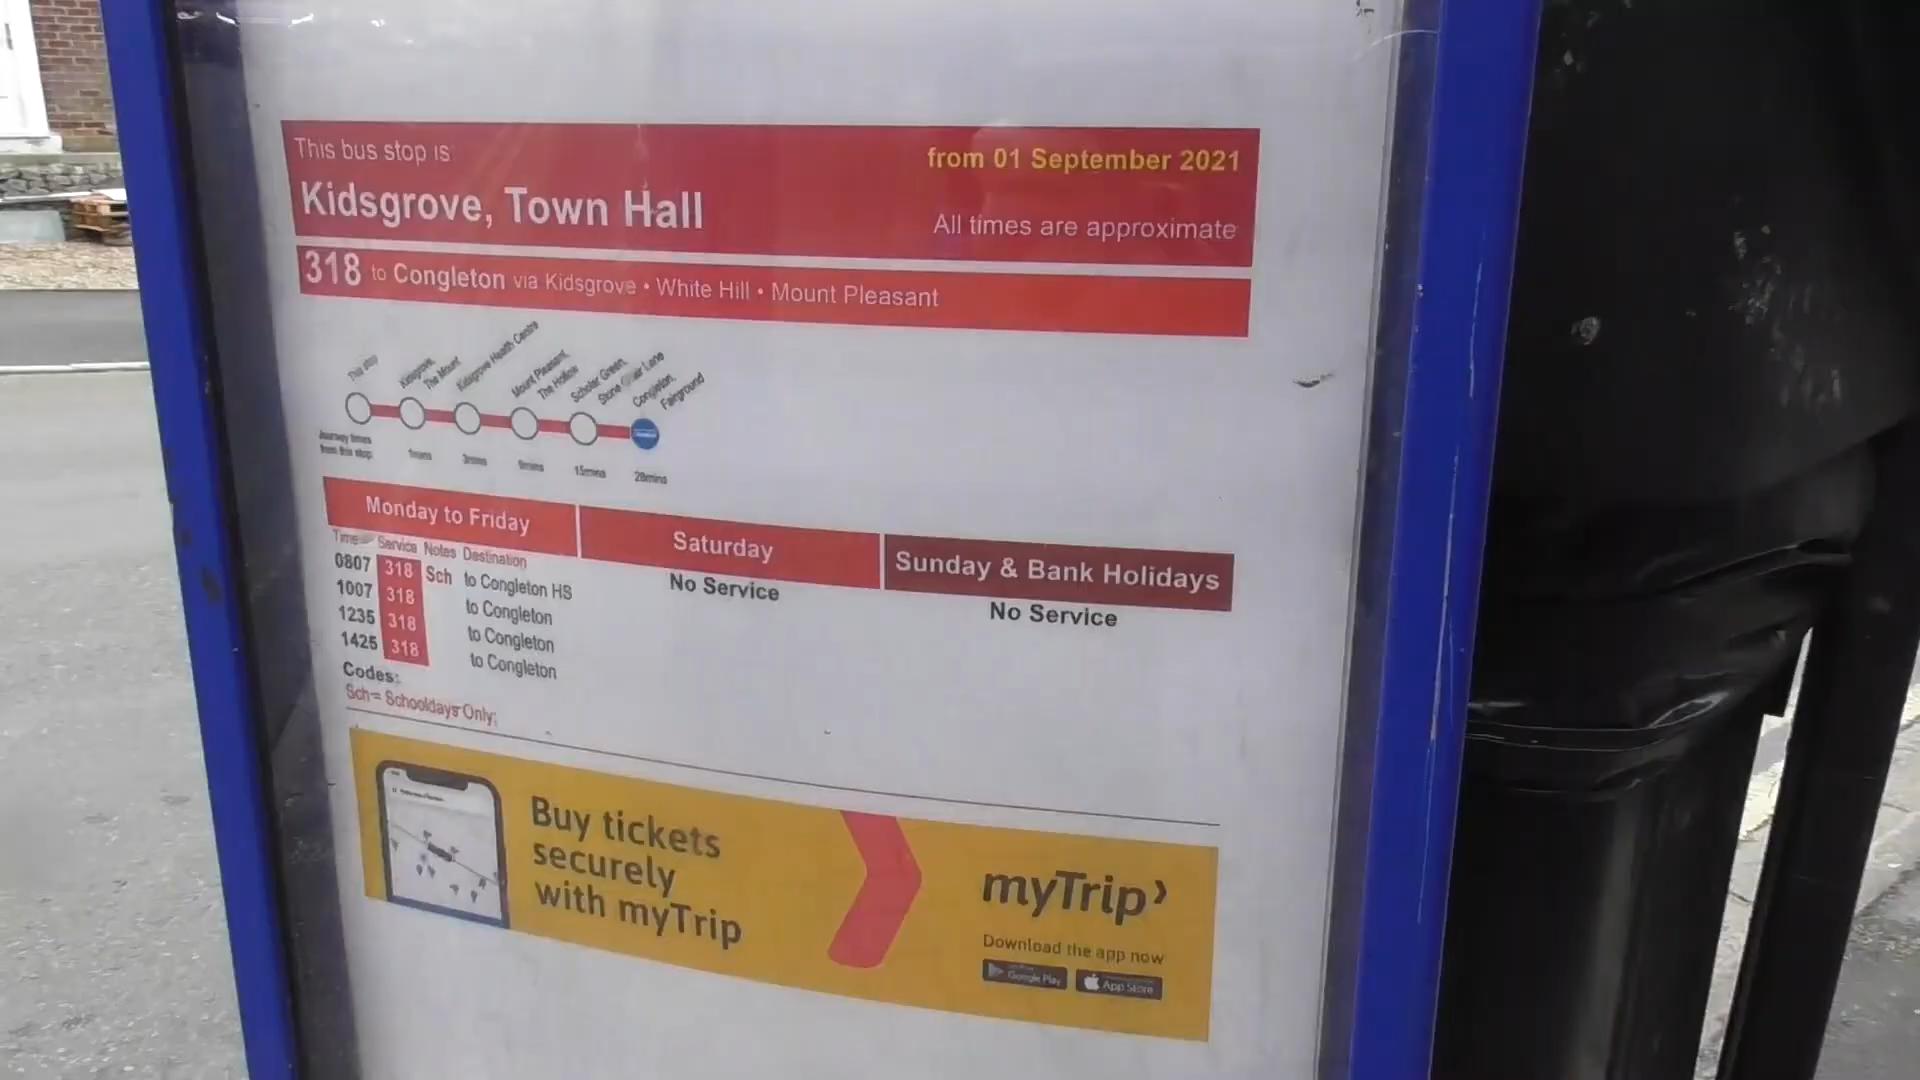 This bus stop is:
from 01 September 2021
Kidsgrove, Town Hall
All times are approximate
318 to Congleton via Kidsgrove • White Hill • Mount Pleasant
This stop
Kidsgrove, The Mount
Kidsgrove Health Centre
Mount Pleasant, The Hollow
Scholar Green,
Lane
Congleton, Fairground
Journey times
from this stop
1mins
3mins
9mins
15mins
28mins
Monday to Friday
Saturday
Sunday & Bank Holidays
Time Service Notes Destination
No Service
No Service
0807 318 Sch to Congleton HS
1007 318 to Congleton
1235 318 to Congleton
1425 318 to Congleton
Codes:
Sch= Schooldays Only;
Buy tickets
securely
with myTrip
myTrip
Download the app now
Google Play
App Store